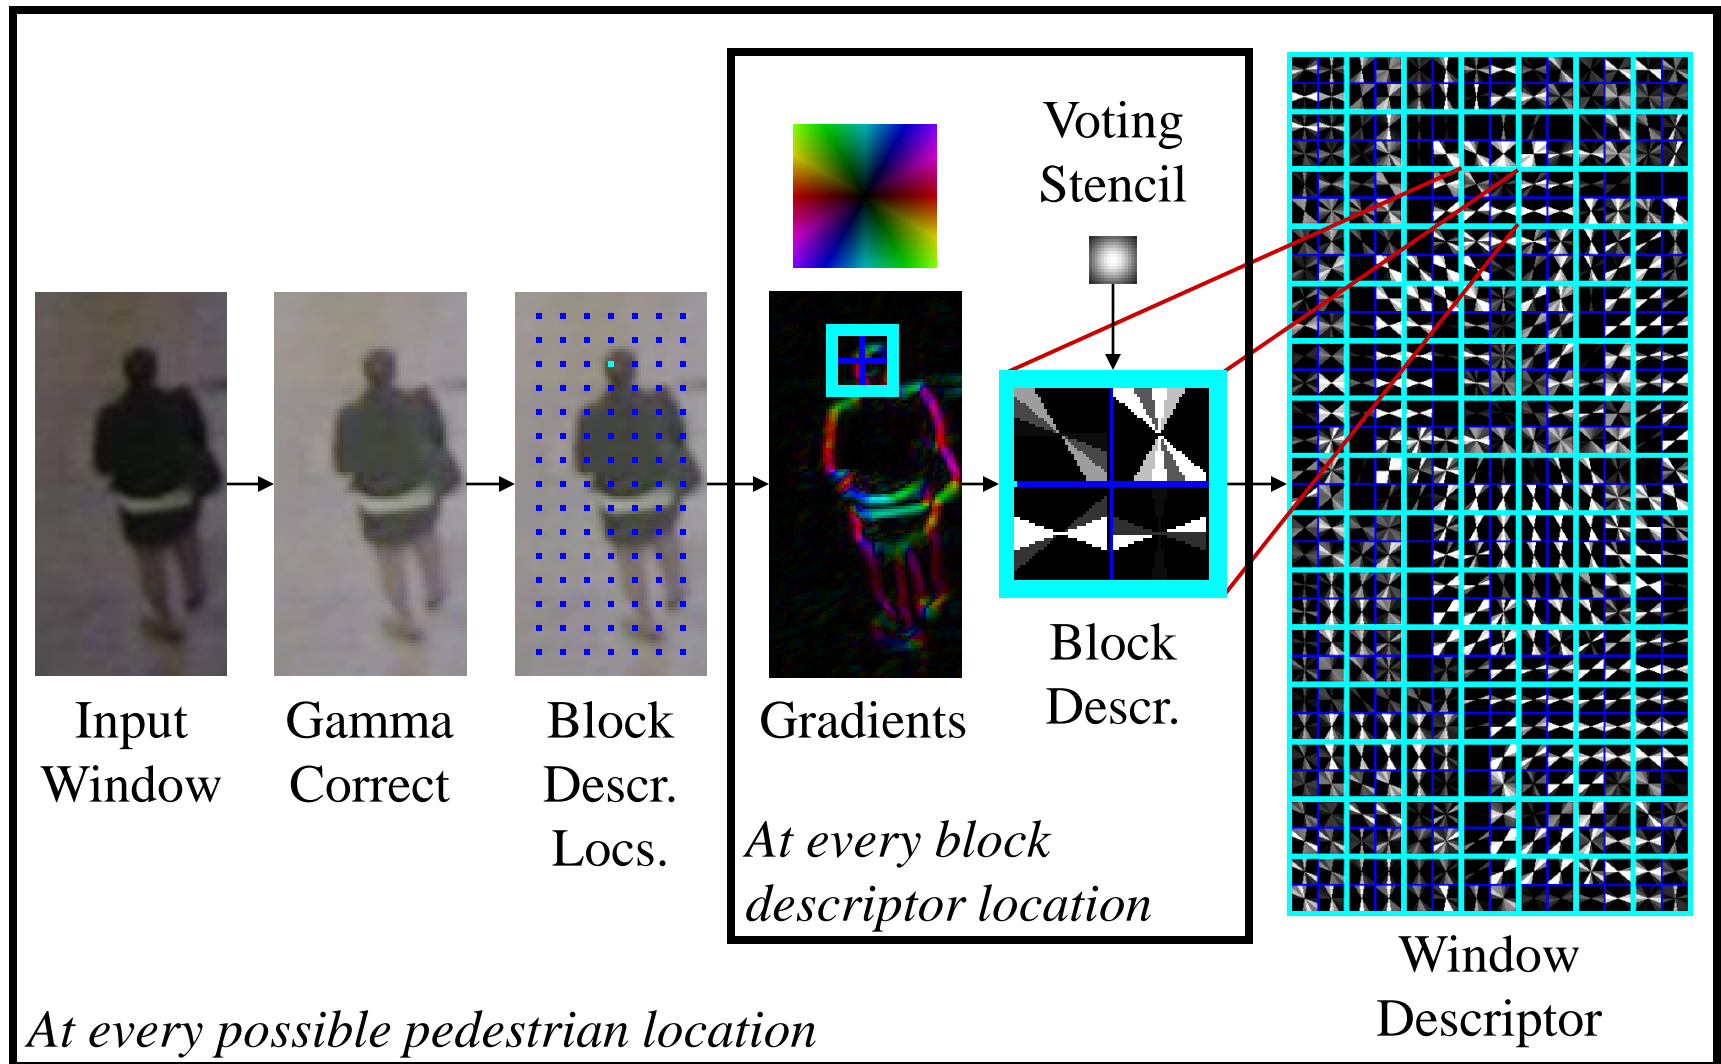 Voting
Stencil
Input
Window
Gamma
Correct
Block
Descr.
Locs.
Gradients
Block
Descr.
At every block
descriptor location
Window
Descriptor
At every possible pedestrian location